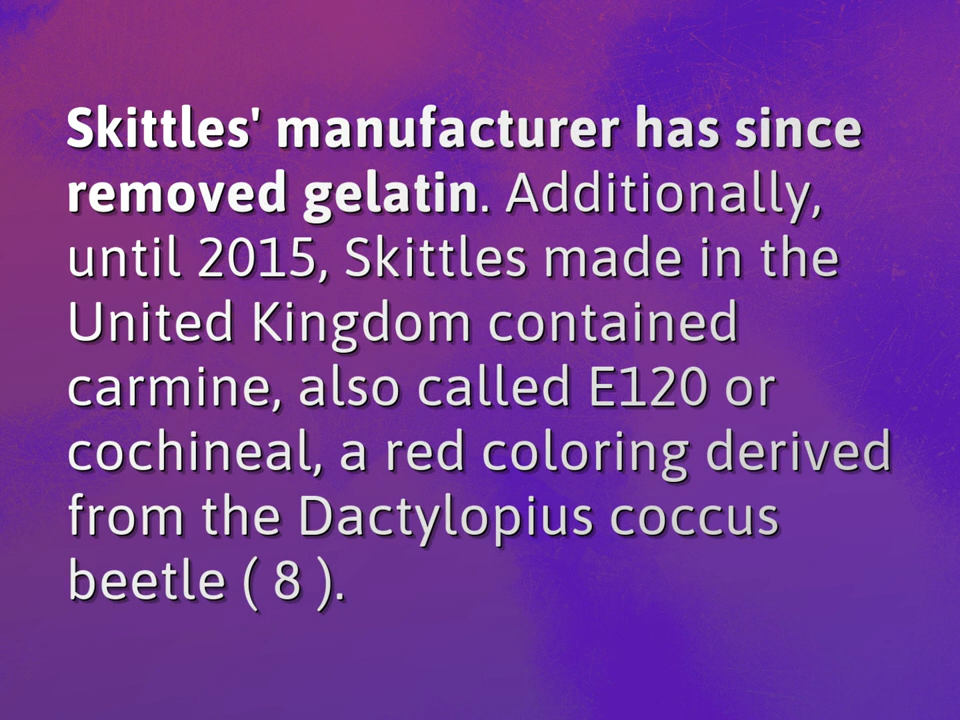 Skittles' manufacturer has since
removed gelatin. Additionally,
until 2015, Skittles made in the
United Kingdom contained
carmine, also called E120 or
cochineal, a red coloring derived
from the Dactylopius coccus
beetle ( 8 ).